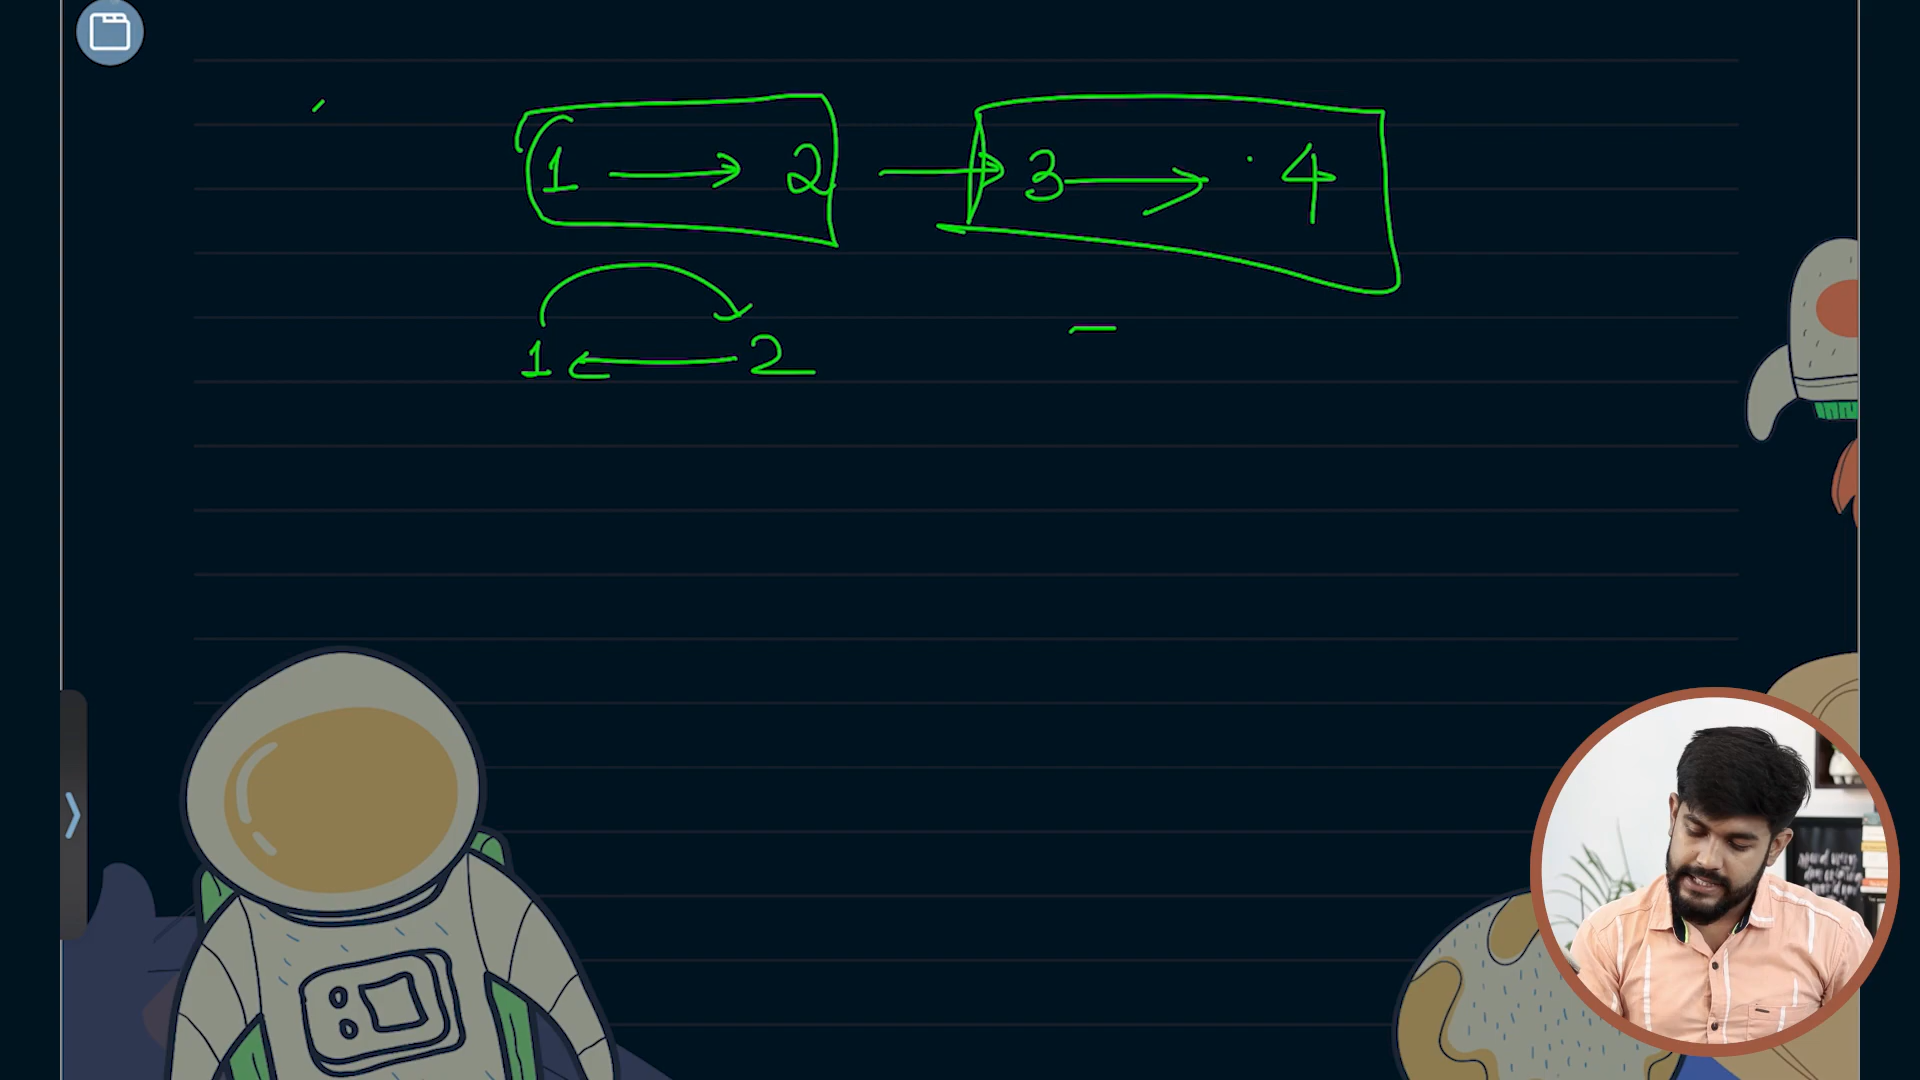 1 → 2 → 3 → 4
1 ← 2